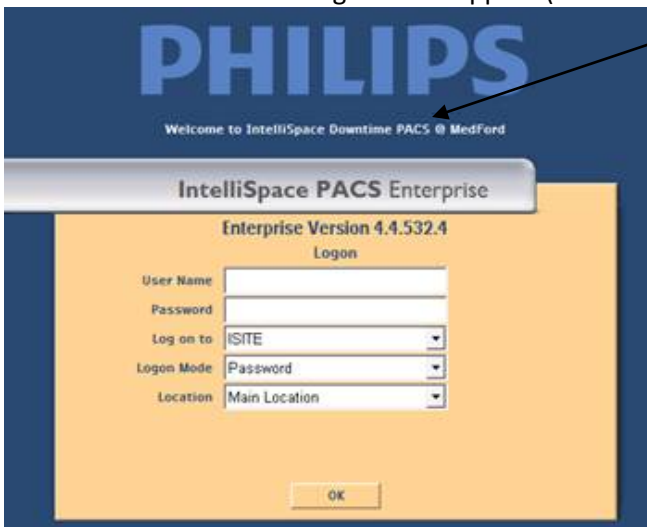 PHILIPS
Welcome to IntelliSpace Downtime PACS @ MedFord
IntelliSpace PACS Enterprise
Enterprise Version 4.4.532.4
Logon
User Name
Password
Log on to ISITE
Logon Mode Password
Location Main Location
OK